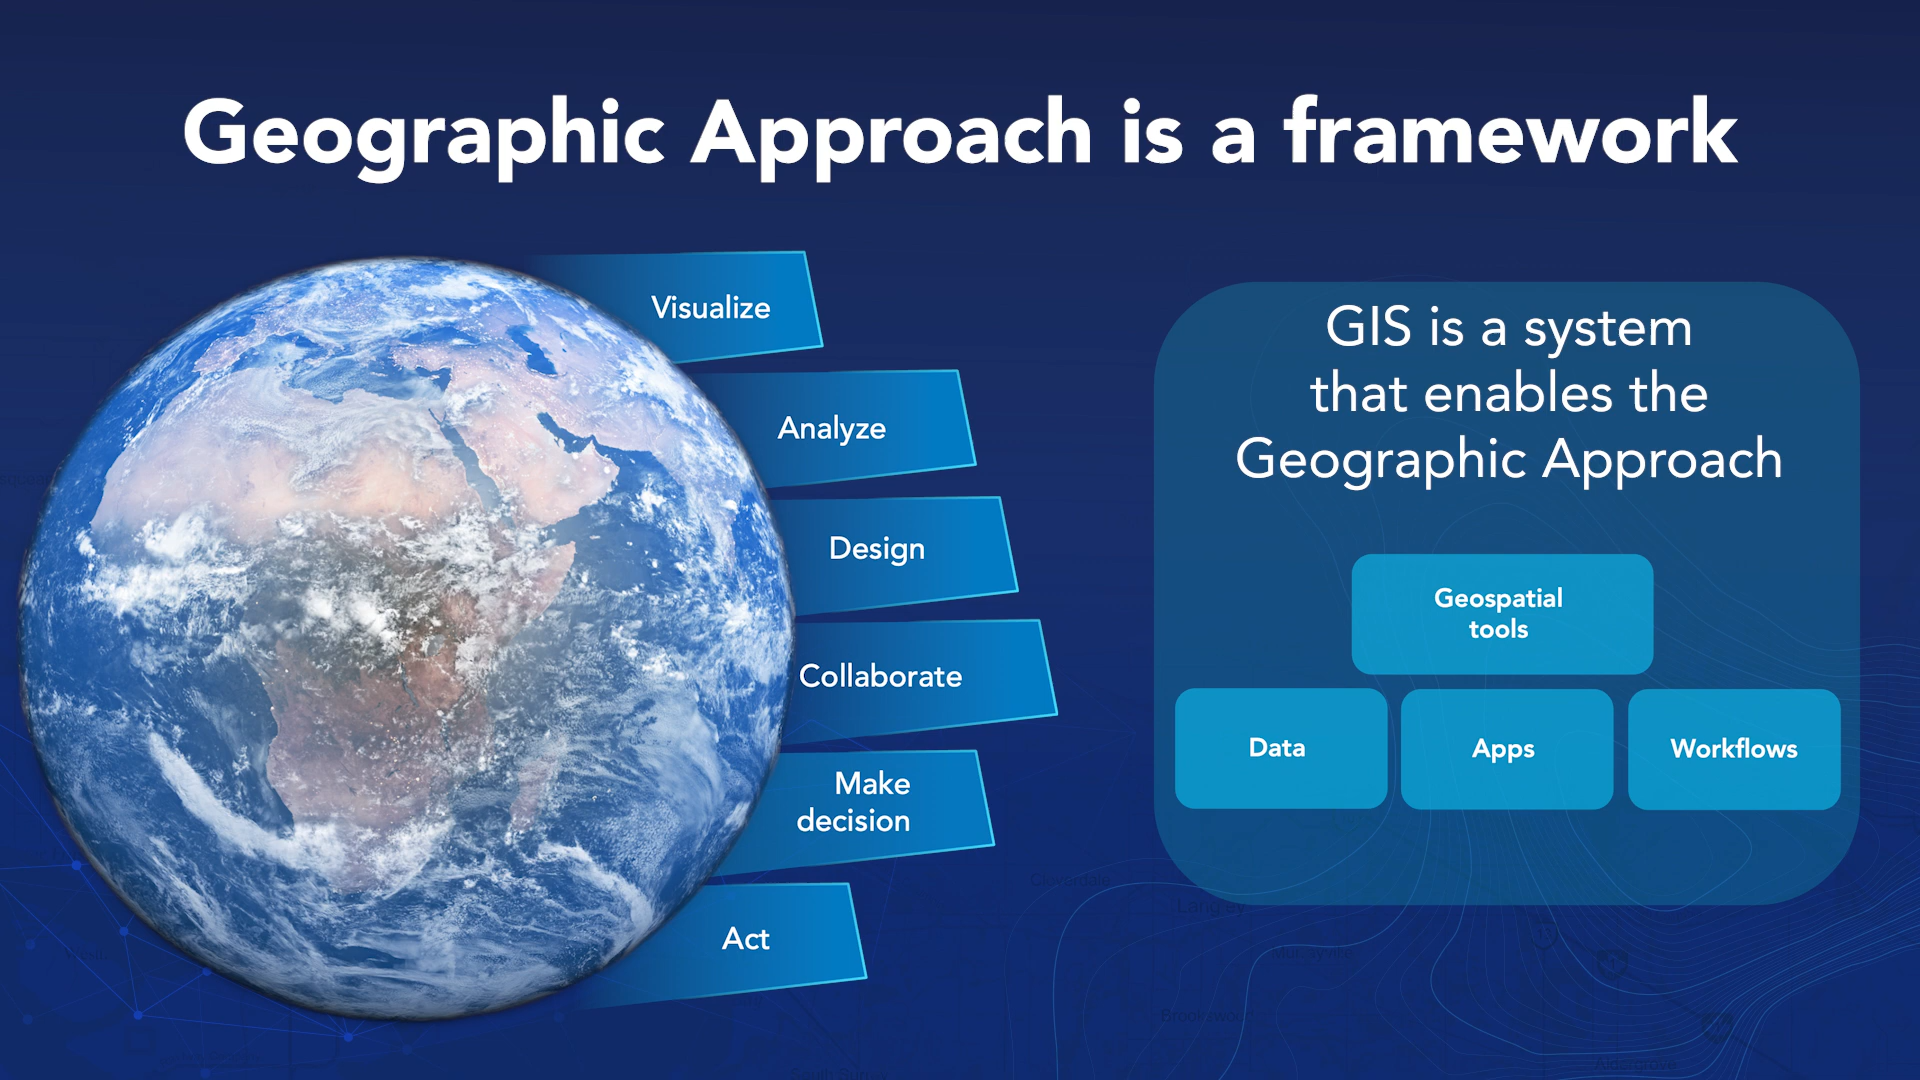 Geographic Approach is a framework
Visualize
Analyze
Design
Collaborate
Make
decision
Act
GIS is a system
that enables the
Geographic Approach
Geospatial
tools
Data
Apps
Workflows
Langley